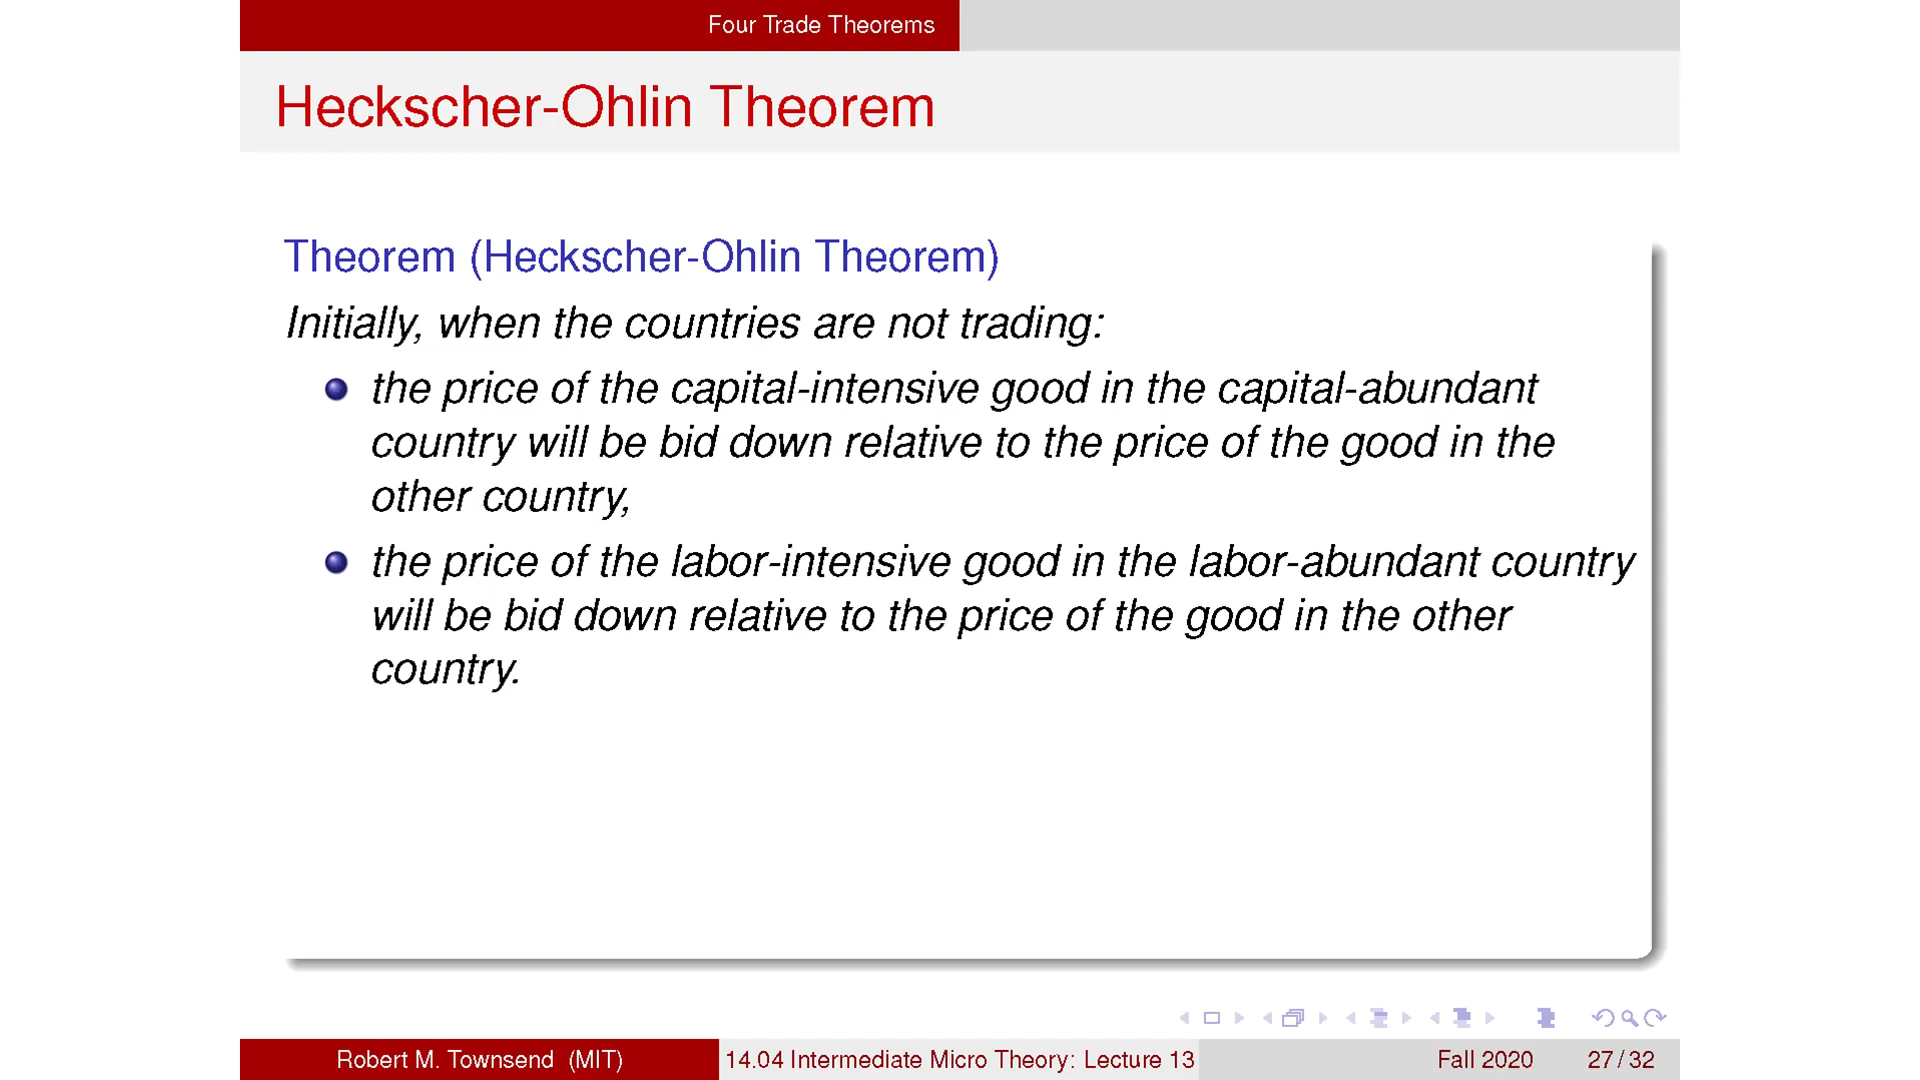 Four Trade Theorems
Heckscher-Ohlin Theorem
Theorem (Heckscher-Ohlin Theorem)
Initially, when the countries are not trading:
the price of the capital-intensive good in the capital-abundant
country will be bid down relative to the price of the good in the
other country,
the price of the labor-intensive good in the labor-abundant country
will be bid down relative to the price of the good in the other
country.
Robert M. Townsend (MIT)
14.04 Intermediate Micro Theory: Lecture 13
Fall 2020
27 / 32